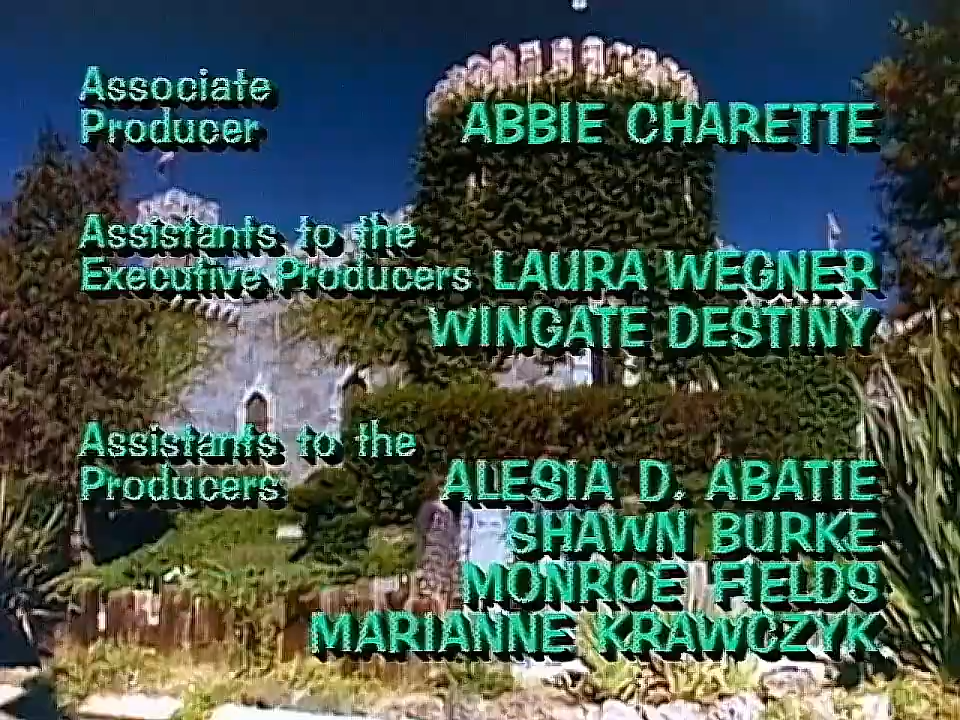 Associate
Producer ABBIE CHARETTE
Assistants to the
Executive Producers LAURA WEGNER
WINGATE DESTINY
Assistants to the
Producers ALESIA D. ABATIE
SHAWN BURKE
MONROE FIELDS
MARIANNE KRAWCZYK